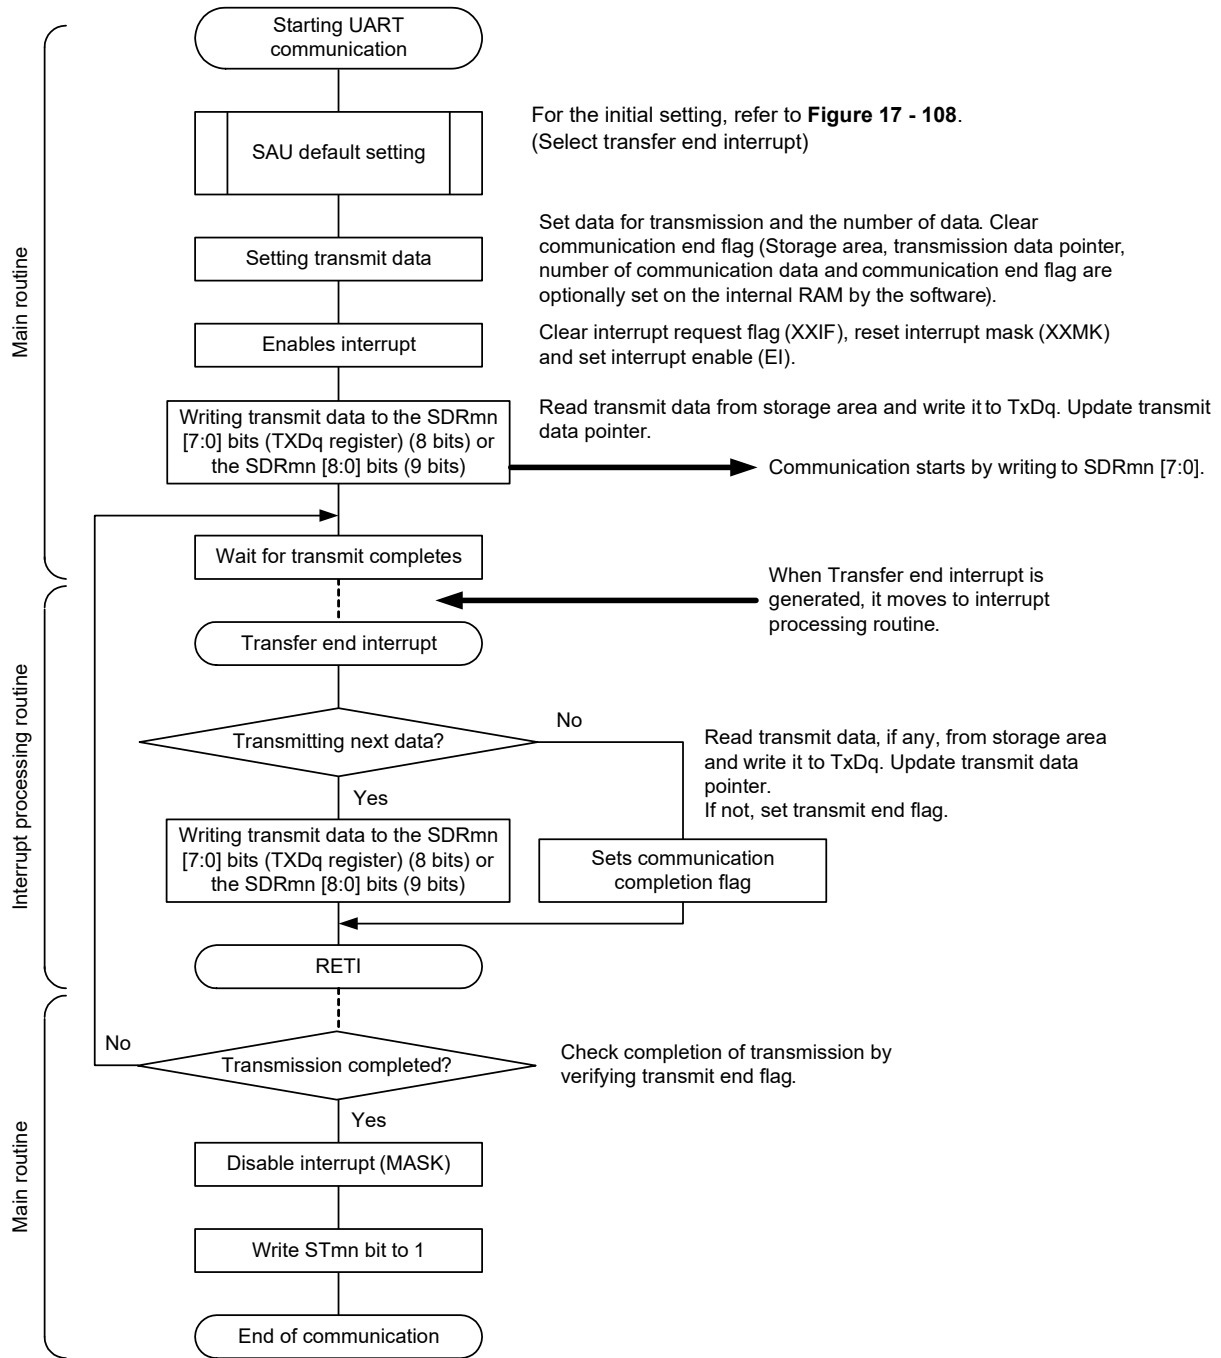 Starting UART
communication
SAU default setting
For the initial setting, refer to Figure 17 - 108.
(Select transfer end interrupt)
Main routine
Setting transmit data
Set data for transmission and the number of data. Clear
communication end flag (Storage area, transmission data pointer,
number of communication data and communication end flag are
optionally set on the internal RAM by the software).
Enables interrupt
Clear interrupt request flag (XXIF), reset interrupt mask (XXMK)
and set interrupt enable (EI).
Writing transmit data to the SDRmn
[7:0] bits (TXDq register) (8 bits) or
the SDRmn [8:0] bits (9 bits)
Read transmit data from storage area and write it to TxDq. Update transmit
data pointer.
Communication starts by writing to SDRmn [7:0].
Wait for transmit completes
When Transfer end interrupt is
generated, it moves to interrupt
processing routine.
Transfer end interrupt
Interrupt processing routine
Transmitting next data?
No
Yes
Read transmit data, if any, from storage area
and write it to TxDq. Update transmit data
pointer.
If not, set transmit end flag.
Writing transmit data to the SDRmn
[7:0] bits (TXDq register) (8 bits) or
the SDRmn [8:0] bits (9 bits)
Sets communication
completion flag
RETI
No
Transmission completed?
Check completion of transmission by
verifying transmit end flag.
Yes
Main routine
Disable interrupt (MASK)
Write STmn bit to 1
End of communication